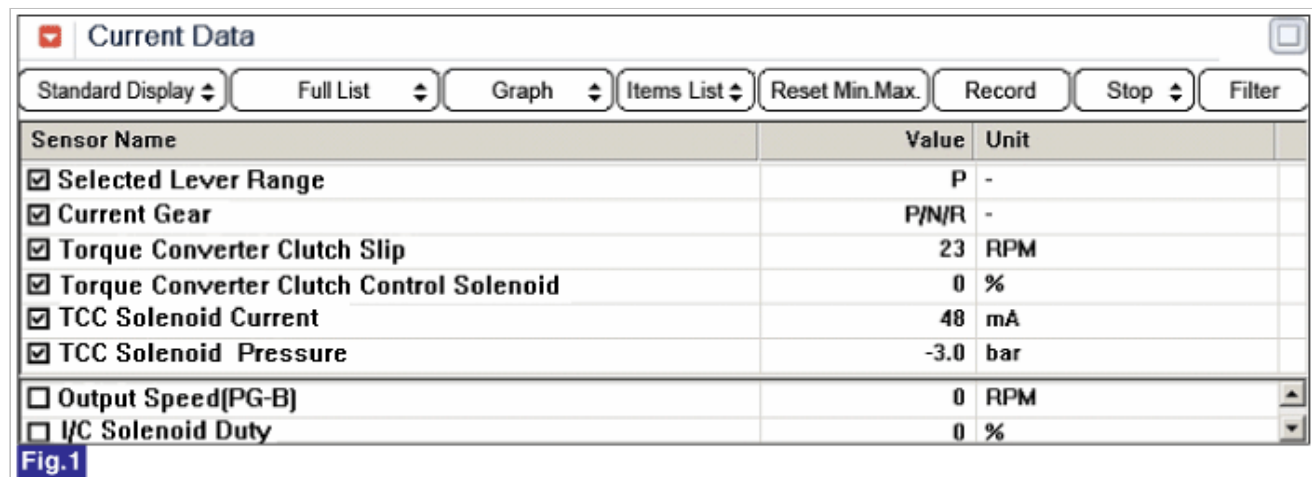 Current Data
Standard Display Full List Graph Items List Reset Min.Max. Record Stop Filter
Sensor Name Value Unit
Selected Lever Range P -
Current Gear P/N/R -
Torque Converter Clutch Slip 23 RPM
Torque Converter Clutch Control Solenoid 0 %
TCC Solenoid Current 48 mA
TCC Solenoid Pressure -3.0 bar
Output Speed(PG-B) 0 RPM
I/C Solenoid Duty 0 %
Fig.1